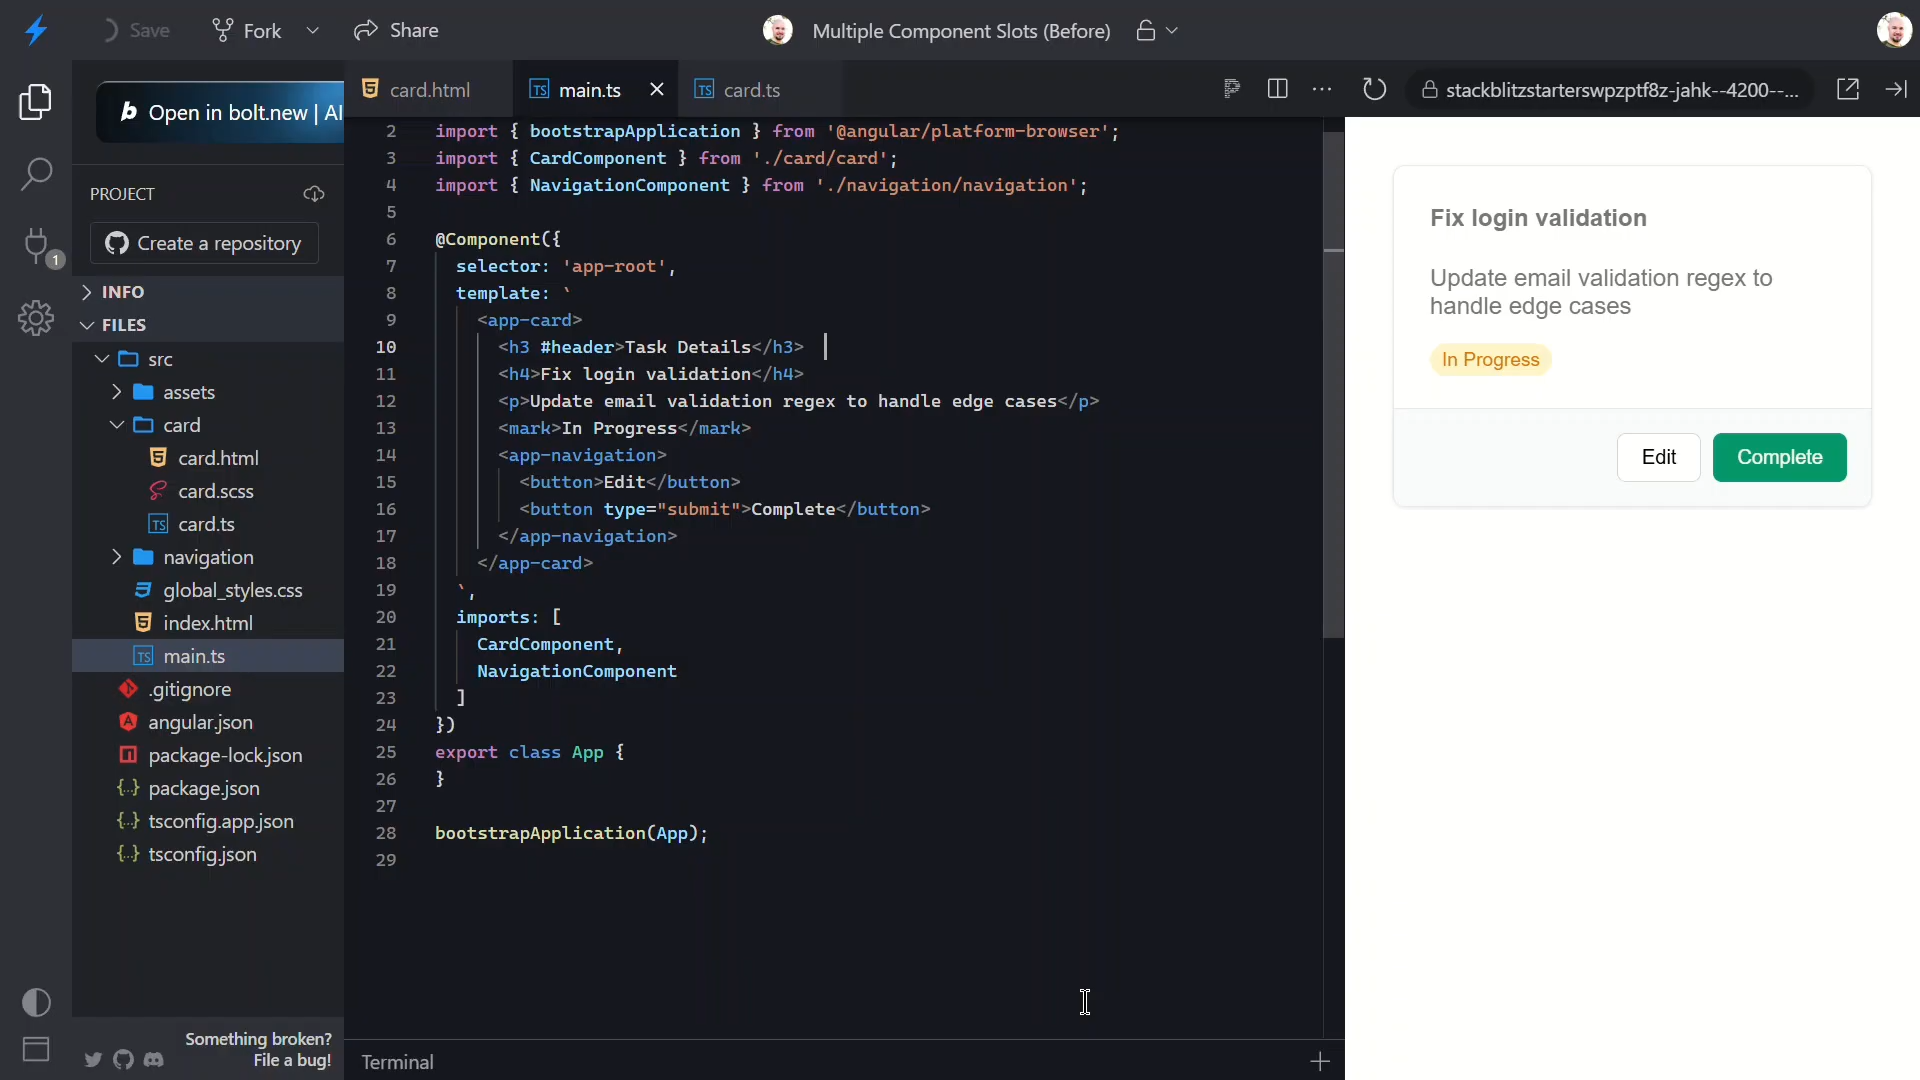 Save
Fork
Share
Multiple Component Slots (Before)
Open in bolt.new | AI
card.html
main.ts
card.ts
stackblitzstarterswpzptf8z-jahk--4200--...
PROJECT
Create a repository
1
INFO
FILES
src
assets
card
card.html
card.scss
card.ts
navigation
global_styles.css
index.html
main.ts
.gitignore
angular.json
package-lock.json
package.json
tsconfig.app.json
tsconfig.json
Something broken?
File a bug!
2 import { bootstrapApplication } from '@angular/platform-browser';
3 import { CardComponent } from './card/card';
4 import { NavigationComponent } from './navigation/navigation';
5
6 @Component({
7 selector: 'app-root',
8 template: `
9 <app-card>
10 <h3 #header>Task Details</h3>
11 <h4>Fix login validation</h4>
12 <p>Update email validation regex to handle edge cases</p>
13 <mark>In Progress</mark>
14 <app-navigation>
15 <button>Edit</button>
16 <button type="submit">Complete</button>
17 </app-navigation>
18 </app-card>
19 `,
20 imports: [
21 CardComponent,
22 NavigationComponent
23 ]
24 })
25 export class App {
26 }
27
28 bootstrapApplication(App);
29
Terminal
Fix login validation
Update email validation regex to
handle edge cases
In Progress
Edit
Complete